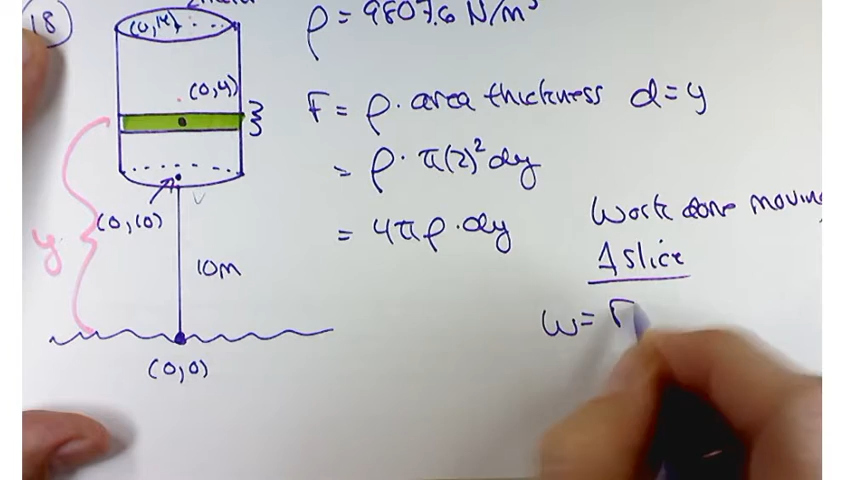 18
(0,14)
ρ = 9807.6 N/m³
(0,4)
F = ρ · area thickness d = y
= ρ · π(2)² dy
(0,10)
= 4πρ · dy
Work done moving
1 slice
y
10m
w =
(0,0)